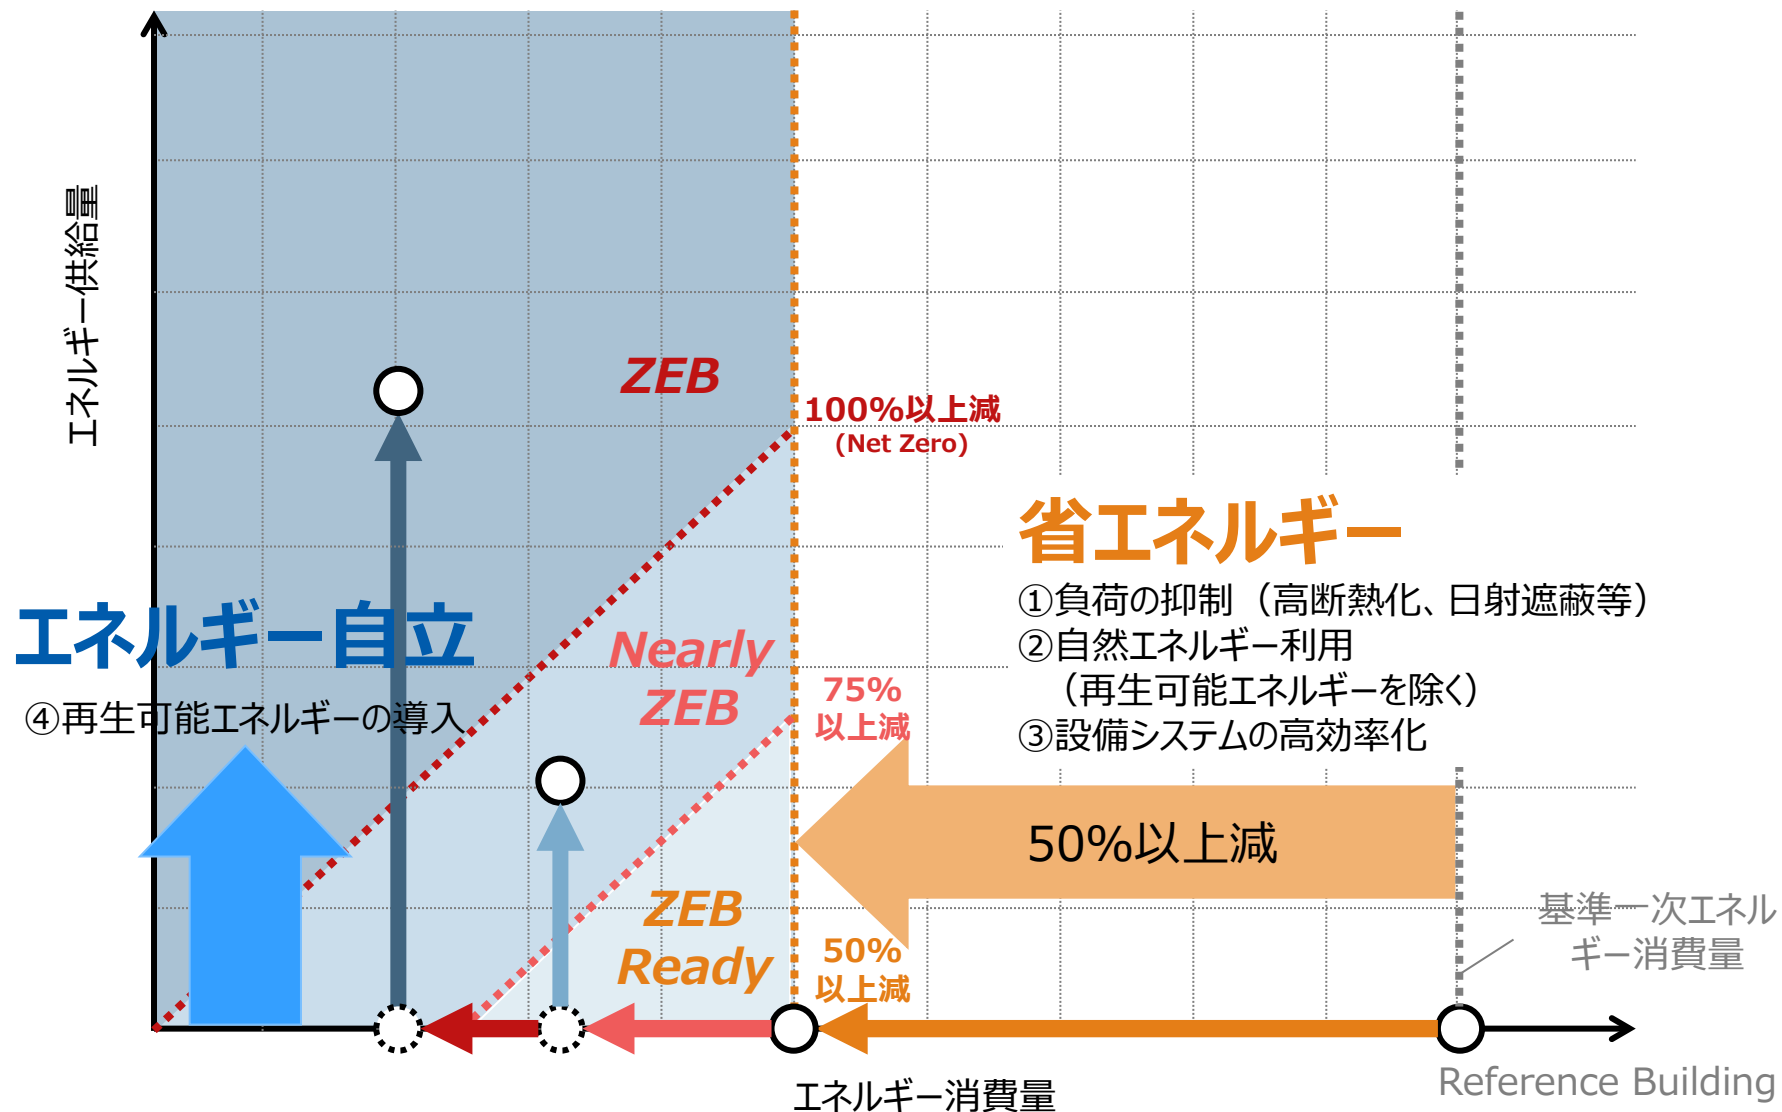 エネルギー供給量
ZEB
100%以上減
(Net Zero)
省エネルギー
①負荷の抑制（高断熱化、日射遮蔽等）
②自然エネルギー利用
（再生可能エネルギーを除く）
③設備システムの高効率化
エネルギー自立
④再生可能エネルギーの導入
Nearly
ZEB
75%
以上減
50%以上減
ZEB
Ready
50%
以上減
基準一次エネル
ギー消費量
エネルギー消費量
Reference Building